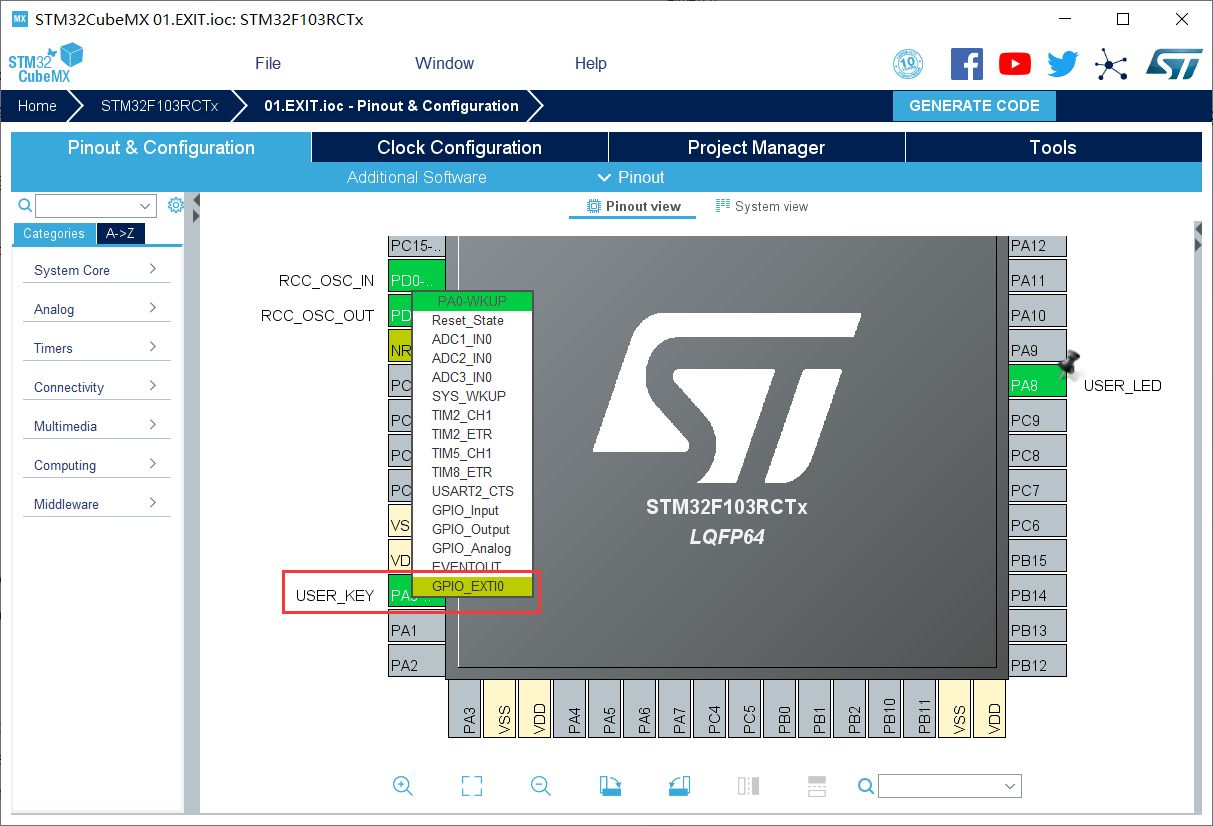 MX STM32CubeMX 01.EXIT.ioc: STM32F103RCTx
STM32 CubeMX
File Window Help
10
Home STM32F103RCTx 01.EXIT.ioc - Pinout & Configuration GENERATE CODE
Pinout & Configuration Clock Configuration Project Manager Tools
Additional Software Pinout
Pinout view System view
Categories A->Z
System Core
Analog
Timers
Connectivity
Multimedia
Computing
Middleware
RCC_OSC_IN
RCC_OSC_OUT
USER_KEY
PC15-..
PD0-..
PD
NR
PC
PC
PC
PC
VS
VD
PA0-..
PA1
PA2
PA0-WKUP
Reset_State
ADC1_IN0
ADC2_IN0
ADC3_IN0
SYS_WKUP
TIM2_CH1
TIM2_ETR
TIM5_CH1
TIM8_ETR
USART2_CTS
GPIO_Input
GPIO_Output
GPIO_Analog
EVENTOUT
GPIO_EXTI0
STM32F103RCTx
LQFP64
PA12
PA11
PA10
PA9
PA8
USER_LED
PC9
PC8
PC7
PC6
PB15
PB14
PB13
PB12
PA3
VSS
VDD
PA4
PA5
PA6
PA7
PC4
PC5
PB0
PB1
PB2
PB10
PB11
VSS
VDD